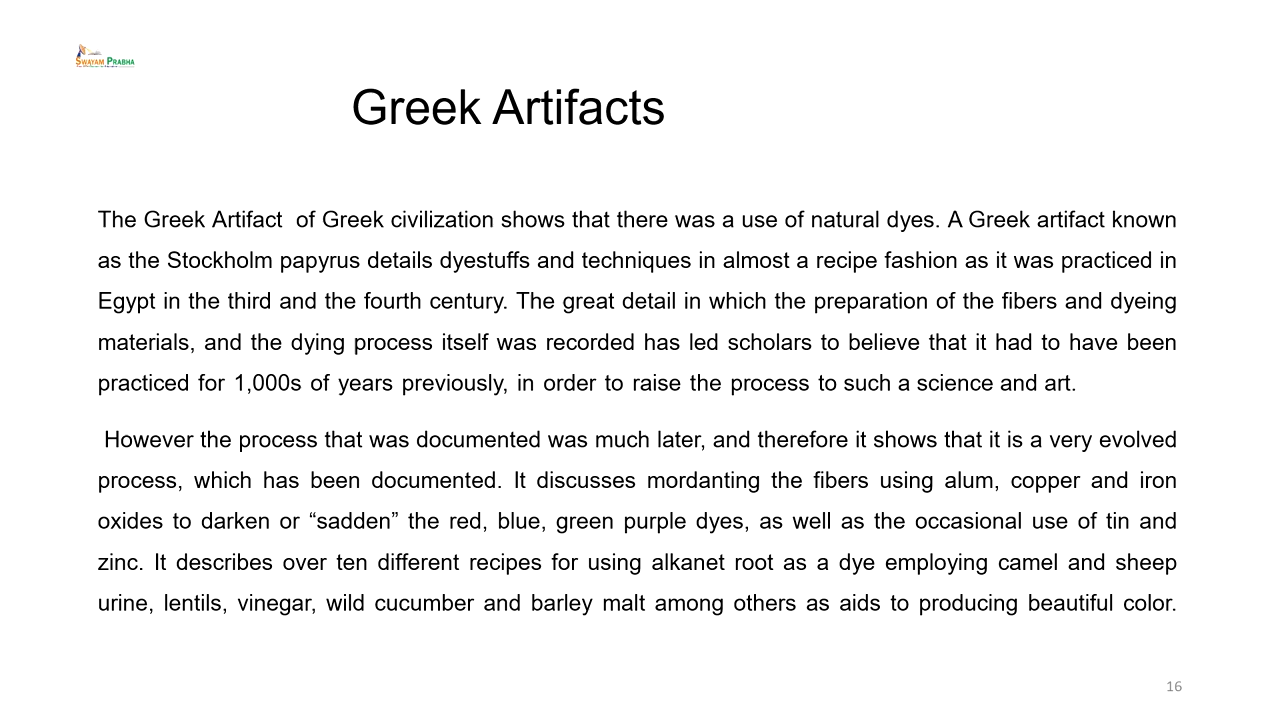 SWAYAM PRABHA
Greek Artifacts
The Greek Artifact  of Greek civilization shows that there was a use of natural dyes. A Greek artifact known
as the Stockholm papyrus details dyestuffs and techniques in almost a recipe fashion as it was practiced in
Egypt in the third and the fourth century. The great detail in which the preparation of the fibers and dyeing
materials, and the dying process itself was recorded has led scholars to believe that it had to have been
practiced for 1,000s of years previously, in order to raise the process to such a science and art.
However the process that was documented was much later, and therefore it shows that it is a very evolved
process, which has been documented. It discusses mordanting the fibers using alum, copper and iron
oxides to darken or “sadden” the red, blue, green purple dyes, as well as the occasional use of tin and
zinc. It describes over ten different recipes for using alkanet root as a dye employing camel and sheep
urine, lentils, vinegar, wild cucumber and barley malt among others as aids to producing beautiful color.
16